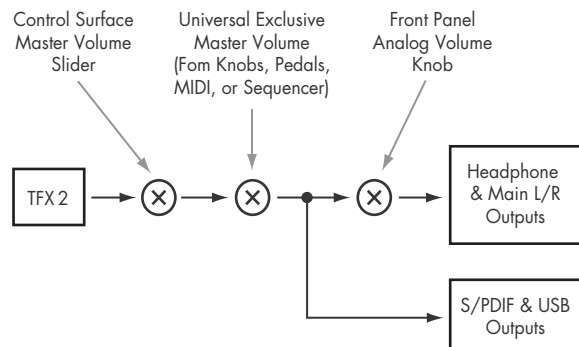 Control Surface
Master Volume
Slider
Universal Exclusive
Master Volume
(Fom Knobs, Pedals,
MIDI, or Sequencer)
Front Panel
Analog Volume
Knob
TFX 2
Headphone
& Main L/R
Outputs
S/PDIF & USB
Outputs